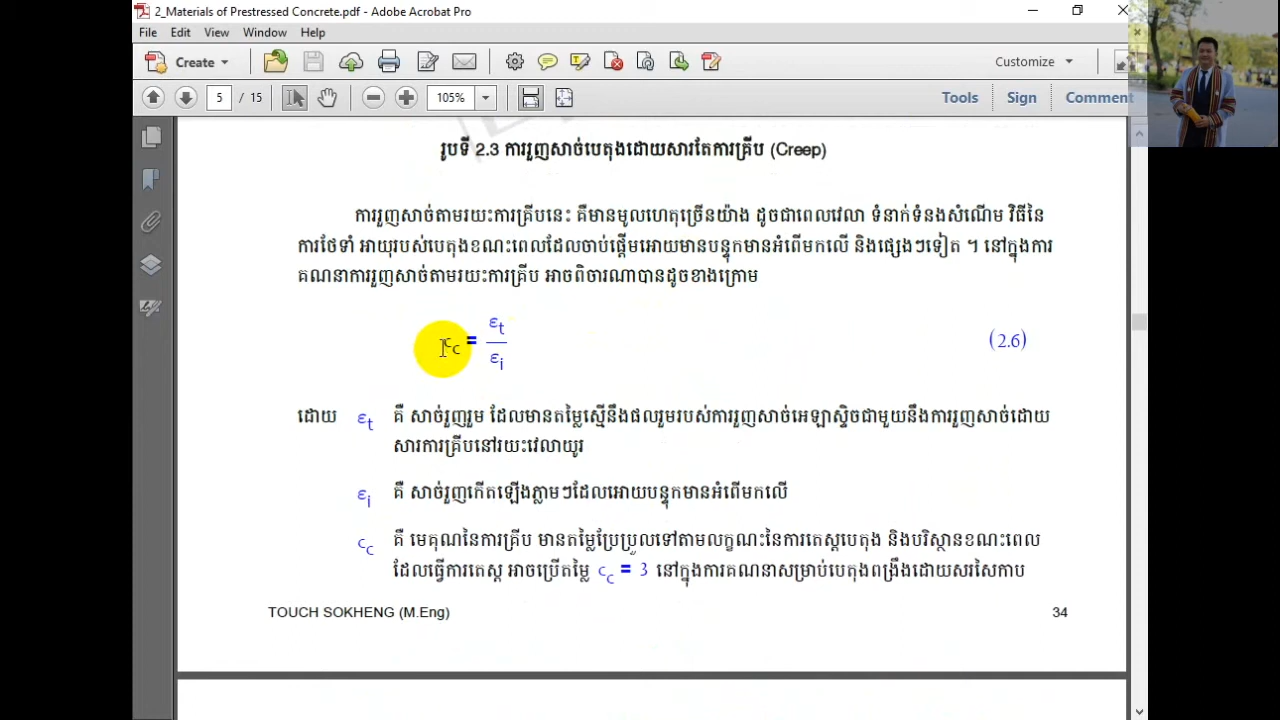 2_Materials of Prestressed Concrete.pdf - Adobe Acrobat Pro
File Edit View Window Help
Create Customize
5 / 15 105% Tools Sign Comment
រូបទី 2.3 ការរួញសាច់បេតុងដោយសារតែការគ្រីប (Creep)
ការរួញសាច់តាមរយះការគ្រីបនេះ គឺមានមូលហេតុច្រើនយ៉ាង ដូចជាពេលវេលា ទំនាក់ទំនងសំណើម វិធីនៃ
ការថែទាំ អាយុរបស់បេតុងខណះពេលដែលចាប់ផ្តើមអោយមានបន្ទុកមានអំពើមកលើ និងផ្សេងៗទៀត ។ នៅក្នុងការ
គណនាការរួញសាច់តាមរយះការគ្រីប អាចពិចារណាបានដូចខាងក្រោម
c_c = ε_t / ε_i (2.6)
ដោយ ε_t គឺ សាច់រួញរួម ដែលមានតម្លៃស្មើនឹងផលរួមរបស់ការរួញសាច់អេឡាស្ទិចជាមួយនឹងការរួញសាច់ដោយ
សារការគ្រីបនៅរយះវេលាយូរ
ε_i គឺ សាច់រួញកើតឡើងភ្លាមៗដែលអោយបន្ទុកមានអំពើមកលើ
c_c គឺ មេគុណនៃការគ្រីប មានតម្លៃប្រែប្រួលទៅតាមលក្ខណះនៃការតេស្តបេតុង និងបរិស្ថានខណះពេល
ដែលធ្វើការតេស្ត អាចប្រើតម្លៃ c_c = 3 នៅក្នុងការគណនាសម្រាប់បេតុងពង្រឹងដោយសរសៃកាប
TOUCH SOKHENG (M.Eng) 34